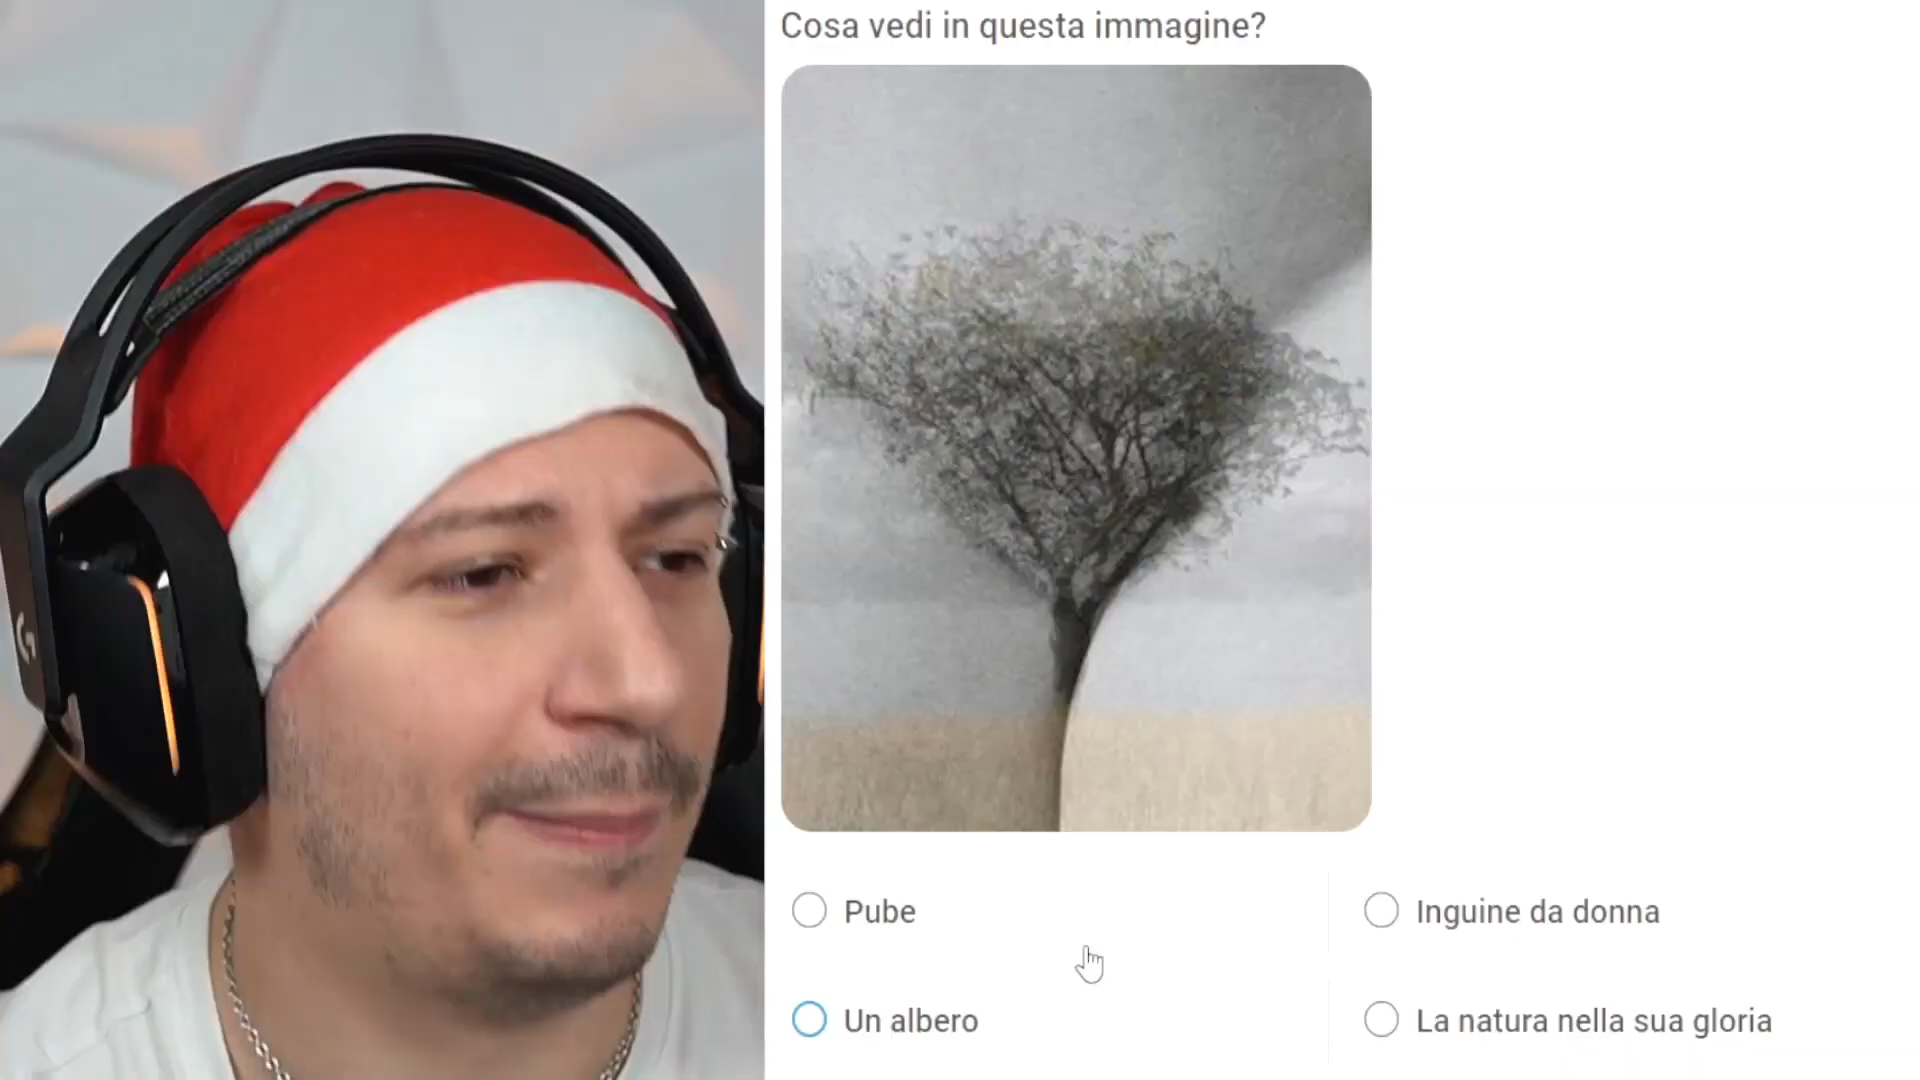 Cosa vedi in questa immagine?
Pube
Inguine da donna
Un albero
La natura nella sua gloria